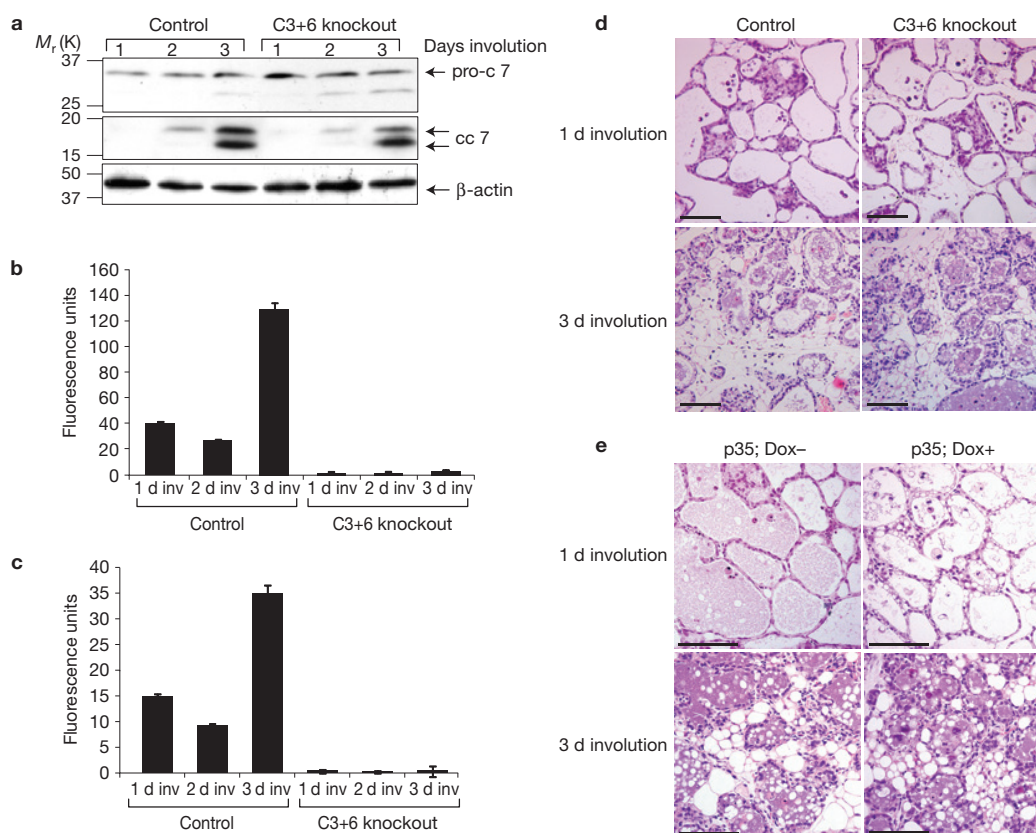 a
Control C3+6 knockout
Mr (K) 1 2 3 1 2 3 Days involution
37
pro-c 7
25
20
cc 7
15
50
β-actin
37
b
Fluorescence units
160
140
120
100
80
60
40
20
0
1 d inv 2 d inv 3 d inv 1 d inv 2 d inv 3 d inv
Control C3+6 knockout
c
Fluorescence units
40
35
30
25
20
15
10
5
0
1 d inv 2 d inv 3 d inv 1 d inv 2 d inv 3 d inv
Control C3+6 knockout
d
Control C3+6 knockout
1 d involution
3 d involution
e
p35; Dox– p35; Dox+
1 d involution
3 d involution